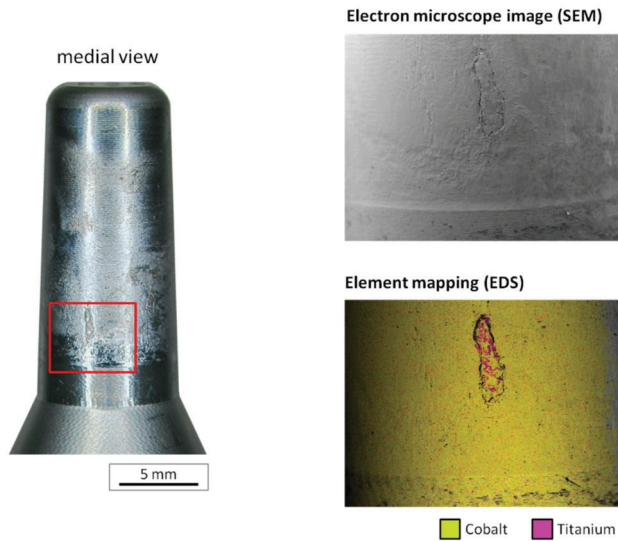 medial view
5 mm
Electron microscope image (SEM)
Element mapping (EDS)
Cobalt
Titanium